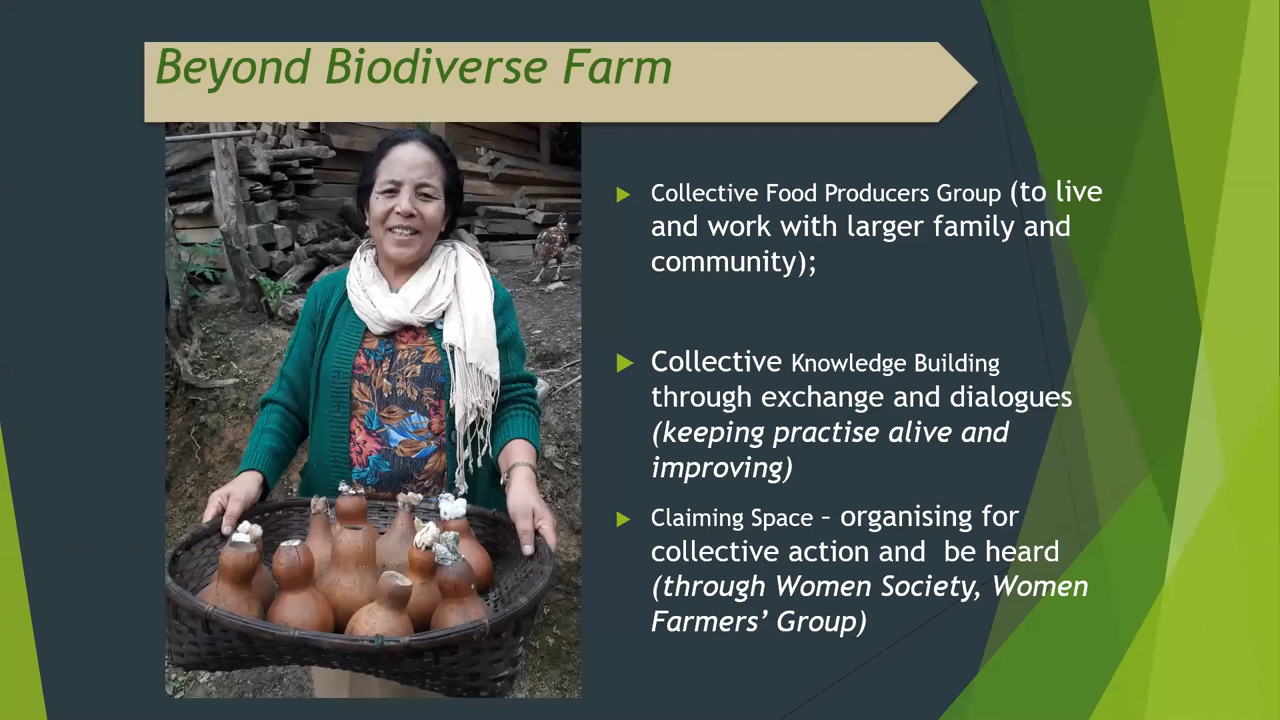 Beyond Biodiverse Farm
Collective Food Producers Group (to live
and work with larger family and
community);
Collective Knowledge Building
through exchange and dialogues
(keeping practise alive and
improving)
Claiming Space – organising for
collective action and  be heard
(through Women Society, Women
Farmers’ Group)